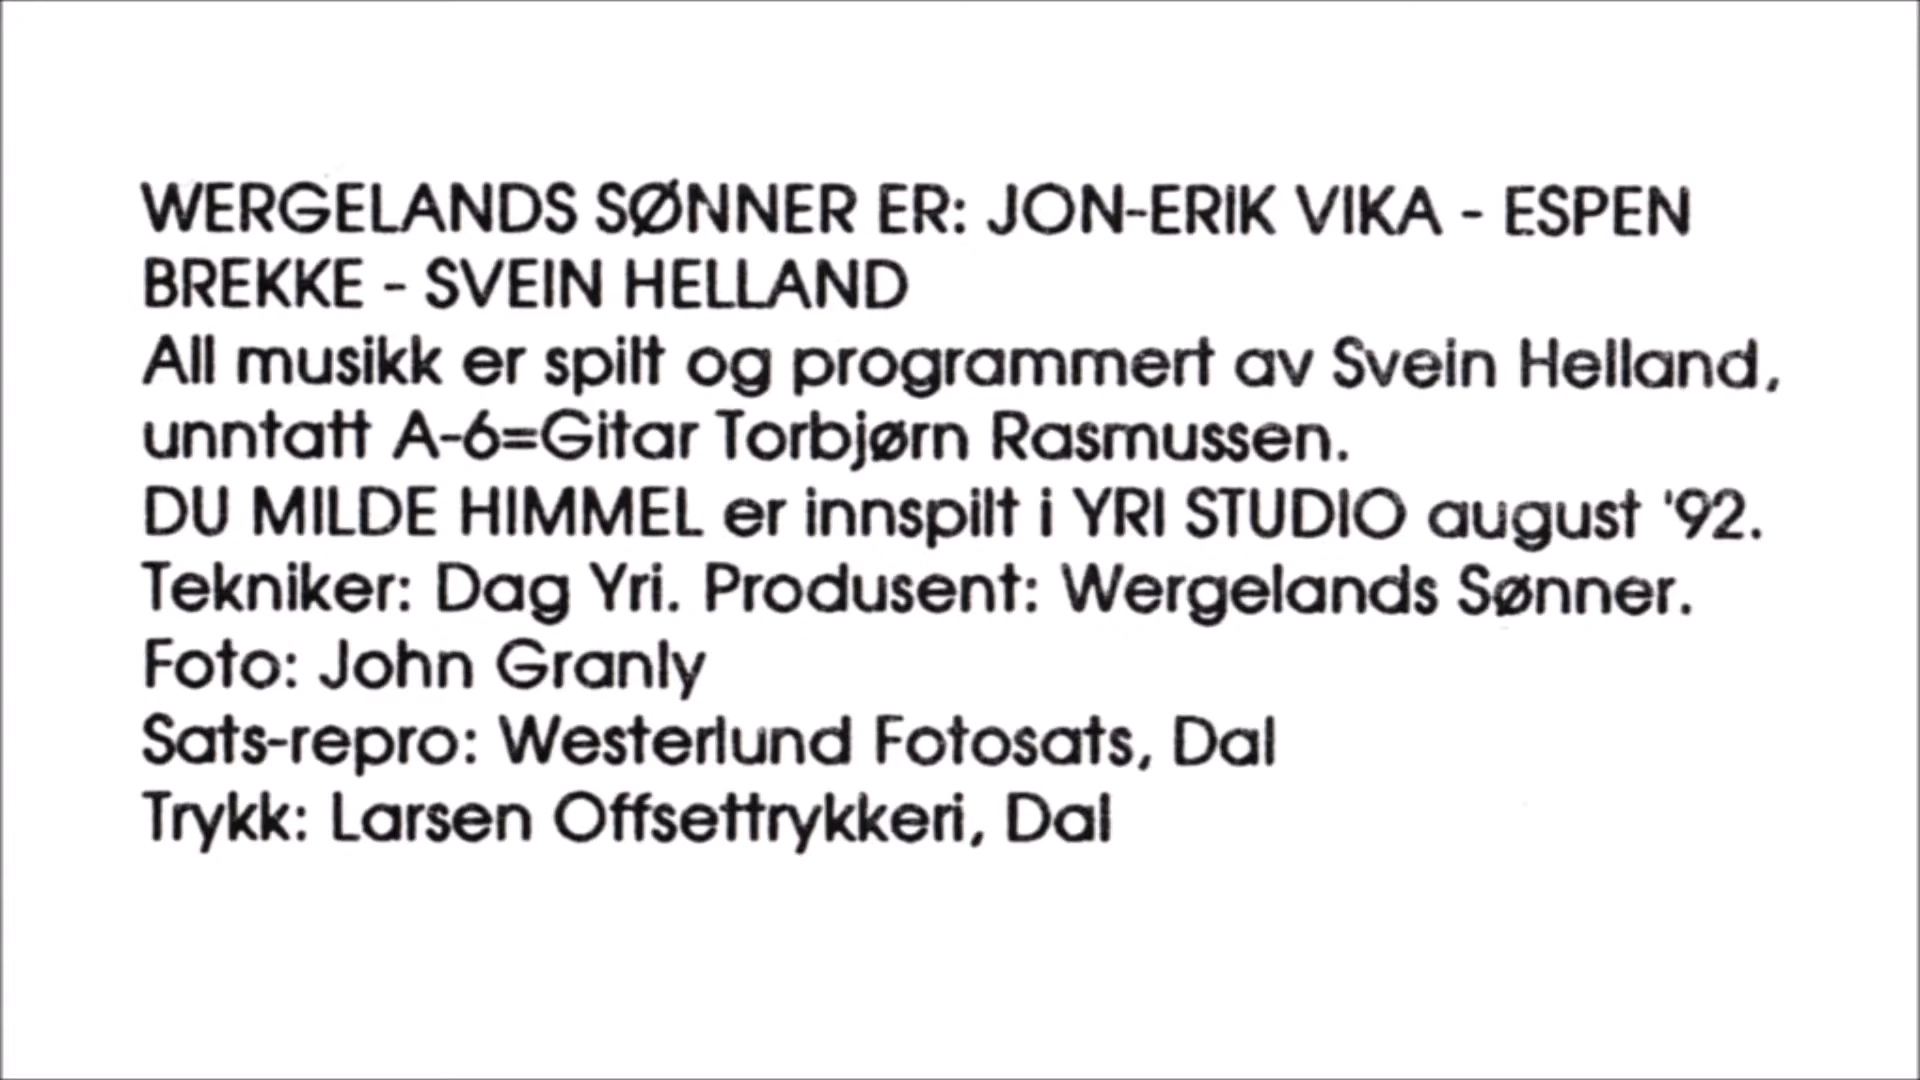 WERGELANDS SØNNER ER: JON-ERIK VIKA - ESPEN
BREKKE - SVEIN HELLAND
All musikk er spilt og programmert av Svein Helland,
unntatt A-6=Gitar Torbjørn Rasmussen.
DU MILDE HIMMEL er innspilt i YRI STUDIO august '92.
Tekniker: Dag Yri. Produsent: Wergelands Sønner.
Foto: John Granly
Sats-repro: Westerlund Fotosats, Dal
Trykk: Larsen Offsettrykkeri, Dal